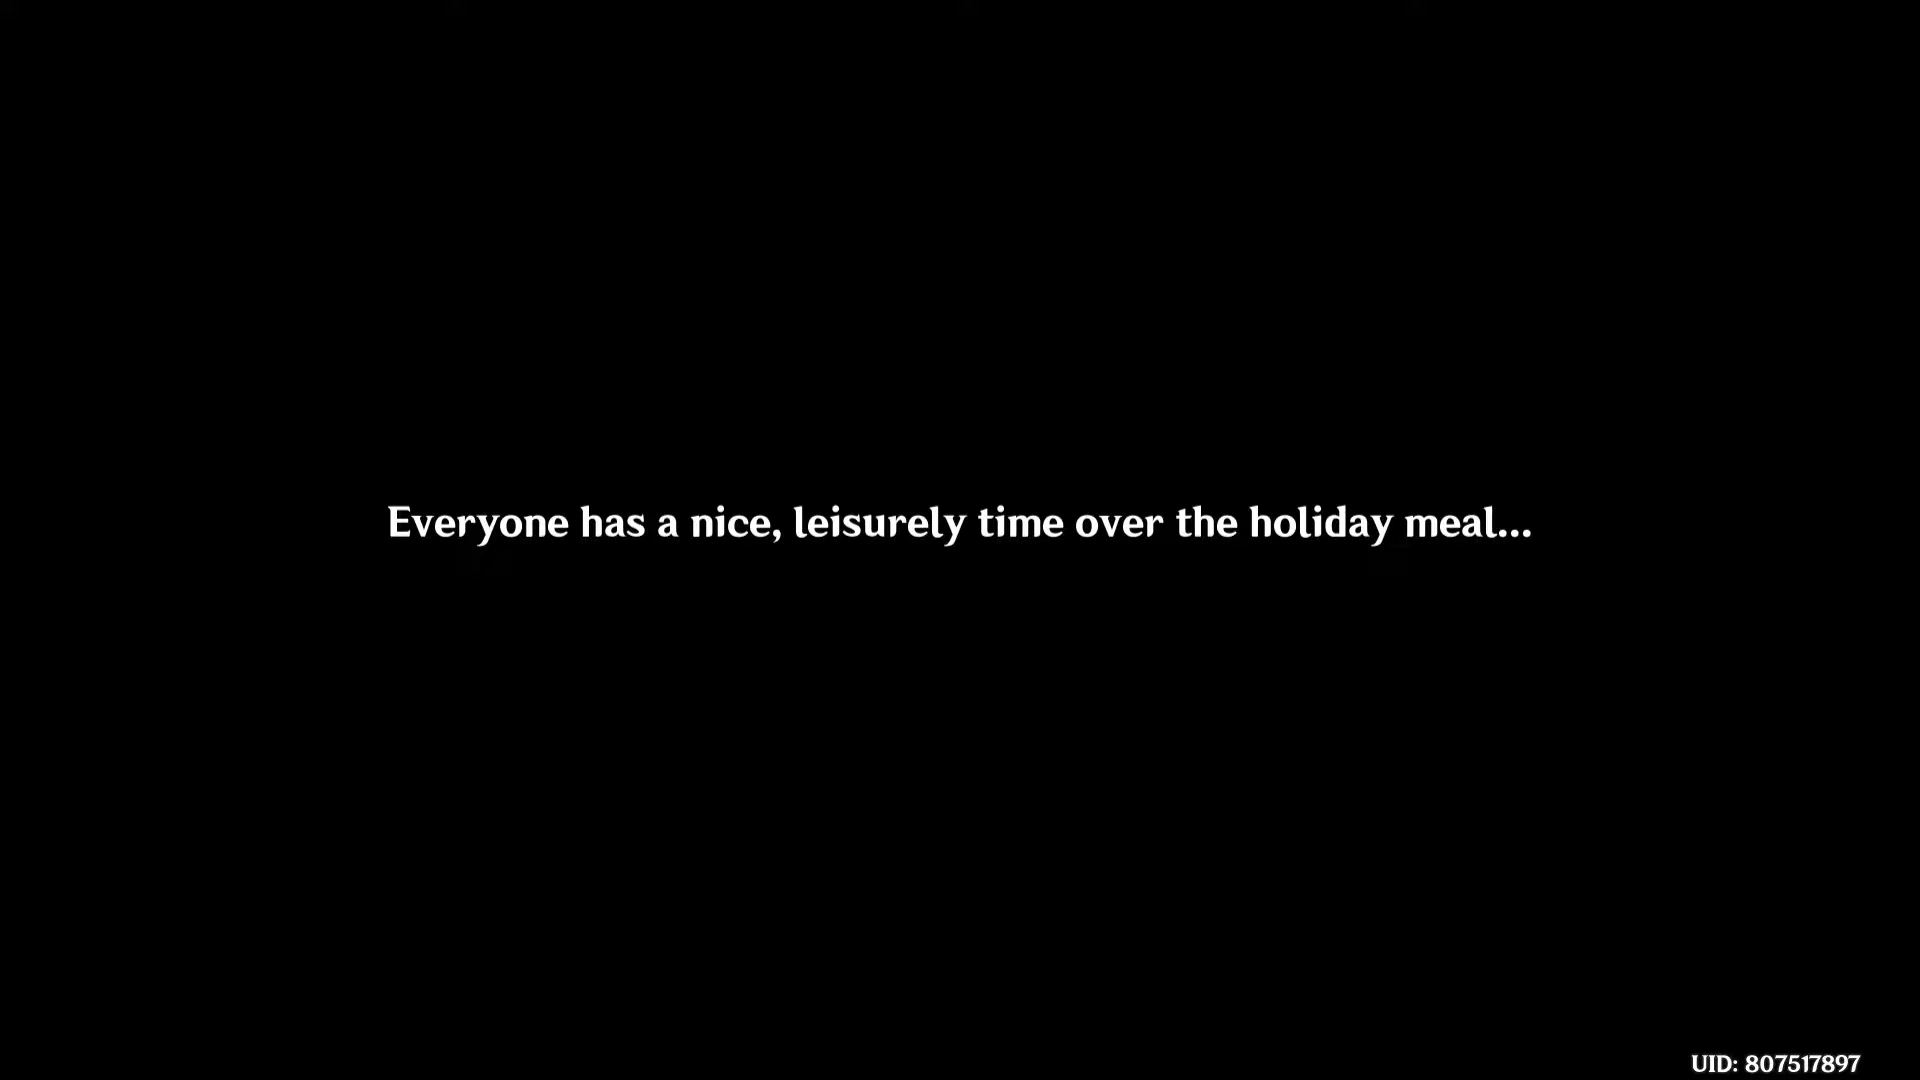 Everyone has a nice, leisurely time over the holiday meal...
UID: 807517897